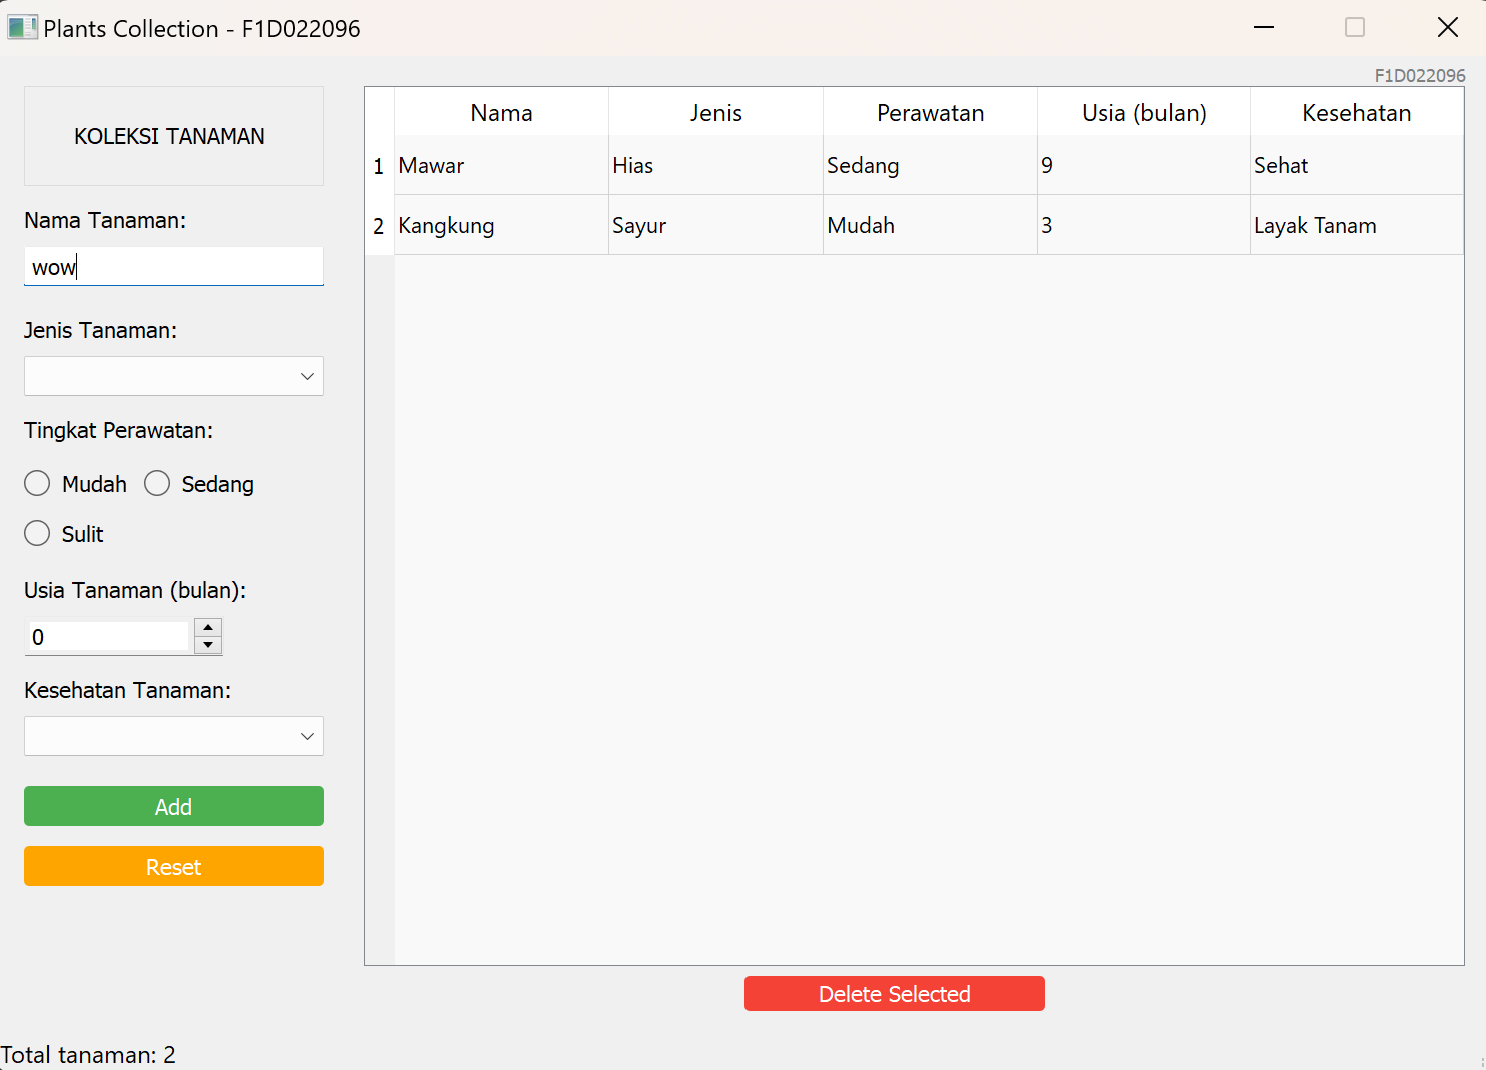 Plants Collection - F1D022096
F1D022096
KOLEKSI TANAMAN
Nama Tanaman:
wow
Jenis Tanaman:
Tingkat Perawatan:
Mudah Sedang
Sulit
Usia Tanaman (bulan):
0
Kesehatan Tanaman:
Add
Reset
Nama Jenis Perawatan Usia (bulan) Kesehatan
1 Mawar Hias Sedang 9 Sehat
2 Kangkung Sayur Mudah 3 Layak Tanam
Delete Selected
Total tanaman: 2